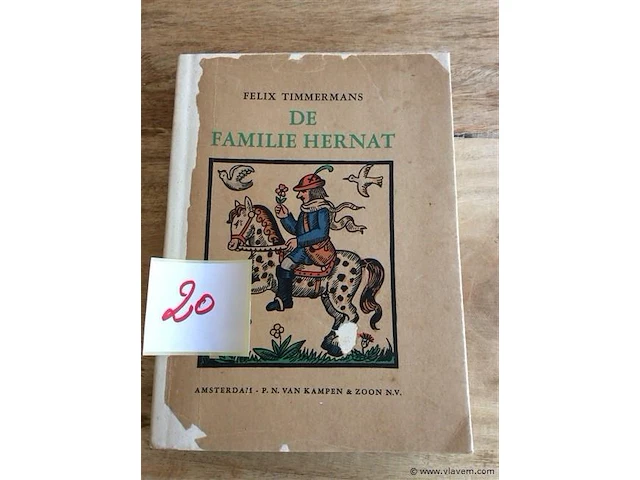 FELIX TIMMERMANS
DE
FAMILIE HERNAT
20
AMSTERDAM - P. N. VAN KAMPEN & ZOON N.V.
© www.vlavem.com